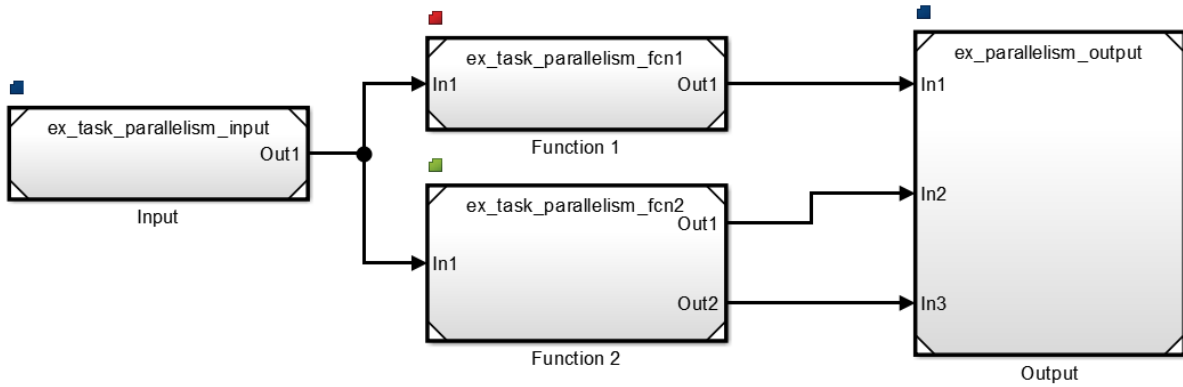 ex_task_parallelism_input
Out1
Input
ex_task_parallelism_fcn1
In1
Out1
Function 1
ex_task_parallelism_fcn2
Out1
In1
Out2
Function 2
ex_parallelism_output
In1
In2
In3
Output